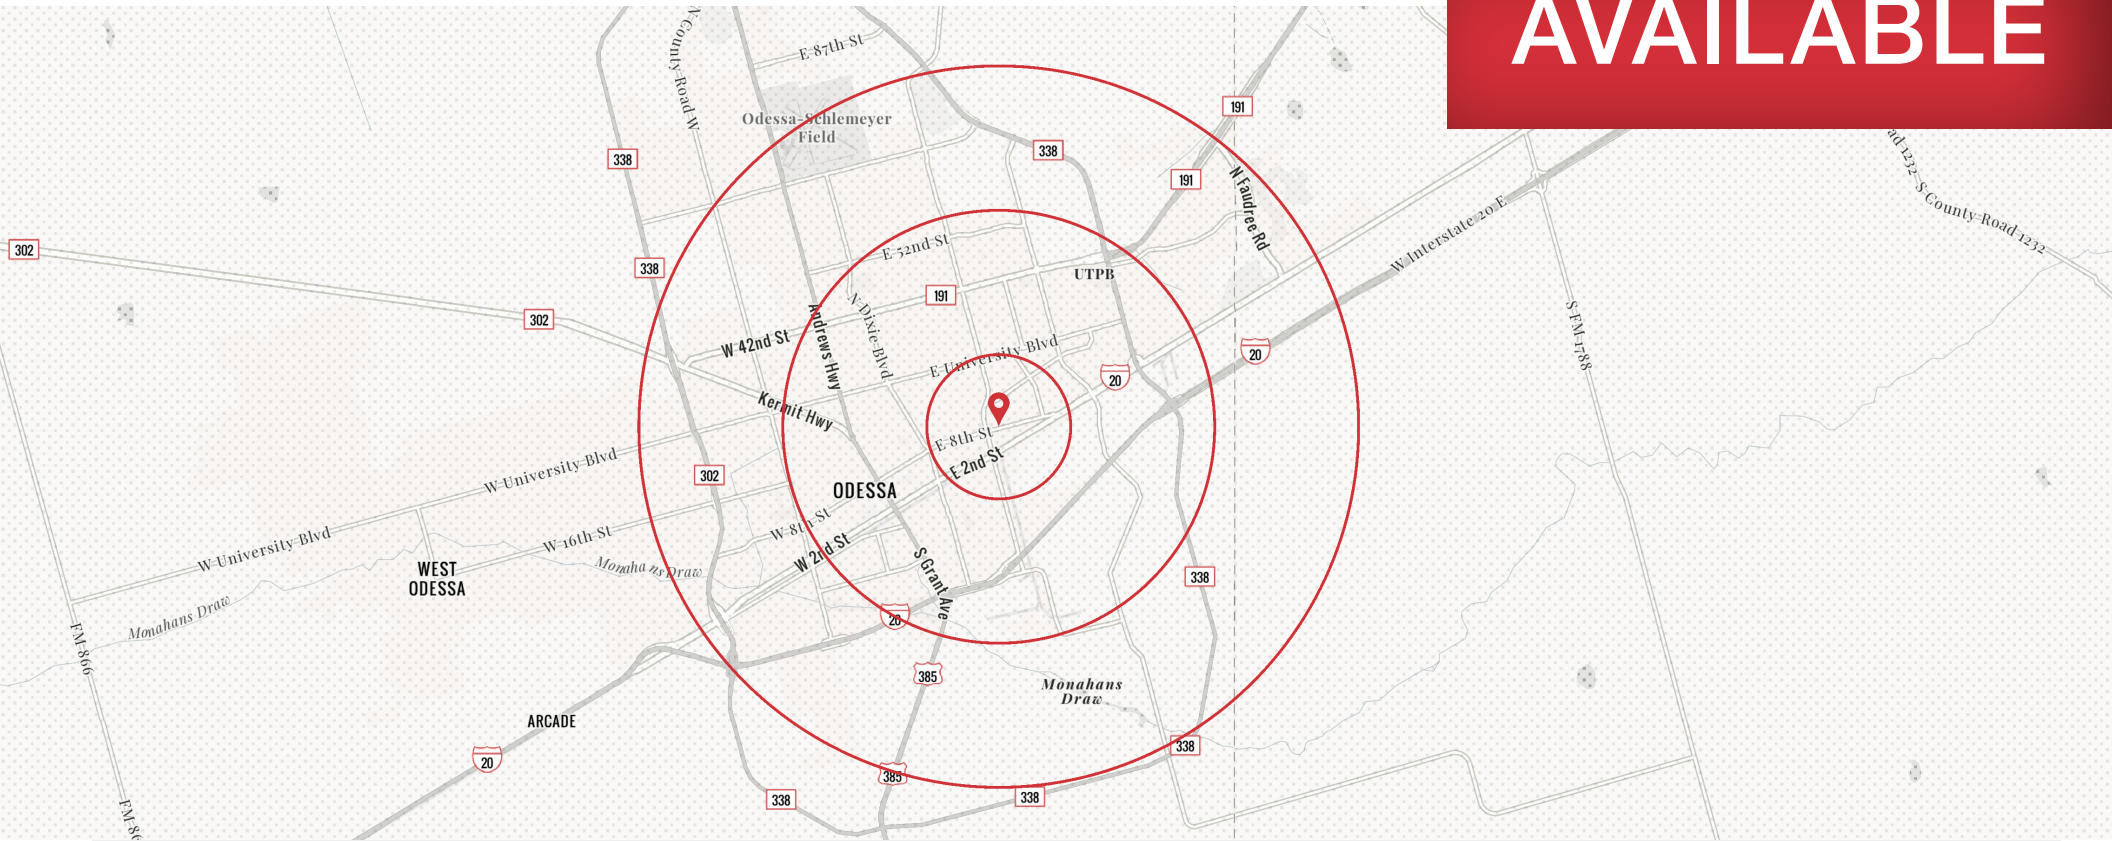 AVAILABLE
N County Road W
E 87th St
Odessa-Schlemeyer
Field
191
338
338
191
N Faudree Rd
S County Road 1232
W Interstate 20 E
302
338
E 52nd St
UTPB
191
302
Andrews Hwy
N Dixie Blvd
W 42nd St
E University Blvd
20
20
S FM 1788
Kermit Hwy
E 8th St
E 2nd St
302
W University Blvd
ODESSA
W 8th St
W 2nd St
W University Blvd
W 16th St
Monahans Draw
WEST
ODESSA
S Grant Ave
338
Monahans Draw
20
FM 866
385
Monahans
Draw
ARCADE
338
20
385
338
338